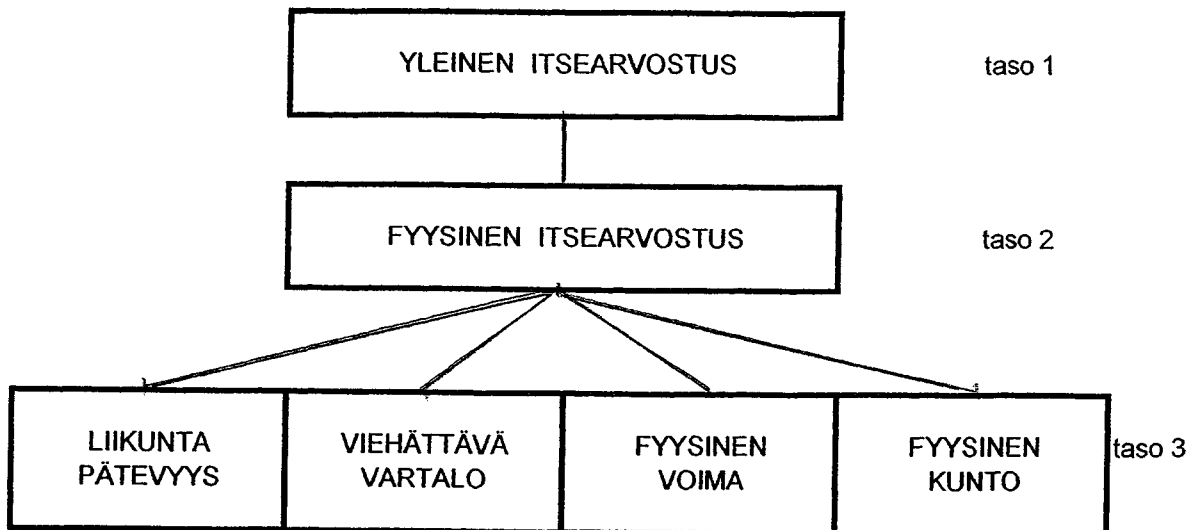 YLEINEN ITSEARVOSTUS
taso 1
FYYSINEN ITSEARVOSTUS
taso 2
LIIKUNTA
PÄTEVYYS
VIEHÄTTÄVÄ
VARTALO
FYYSINEN
VOIMA
FYYSINEN
KUNTO
taso 3